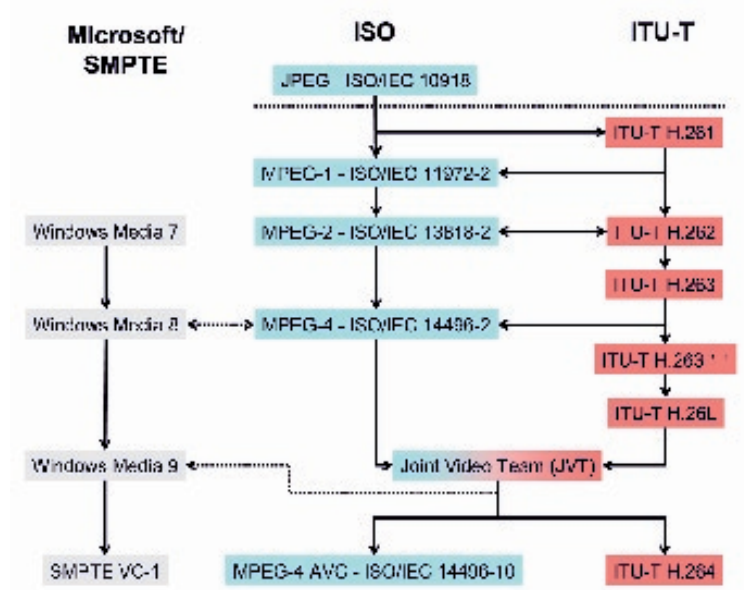 Microsoft/
SMPTE
ISO
ITU-T
JPEG - ISO/IEC 10918
ITU-T H.261
MPEG-1 - ISO/IEC 11972-2
Windows Media 7
MPEG-2 - ISO/IEC 13818-2
ITU-T H.262
ITU-T H.263
Windows Media 8
MPEG-4 - ISO/IEC 14496-2
ITU-T H.263
ITU-T H.26L
Windows Media 9
Joint Video Team (JVT)
SMPTE VC-1
MPEG-4 AVC - ISO/IEC 14496-10
ITU-T H.264